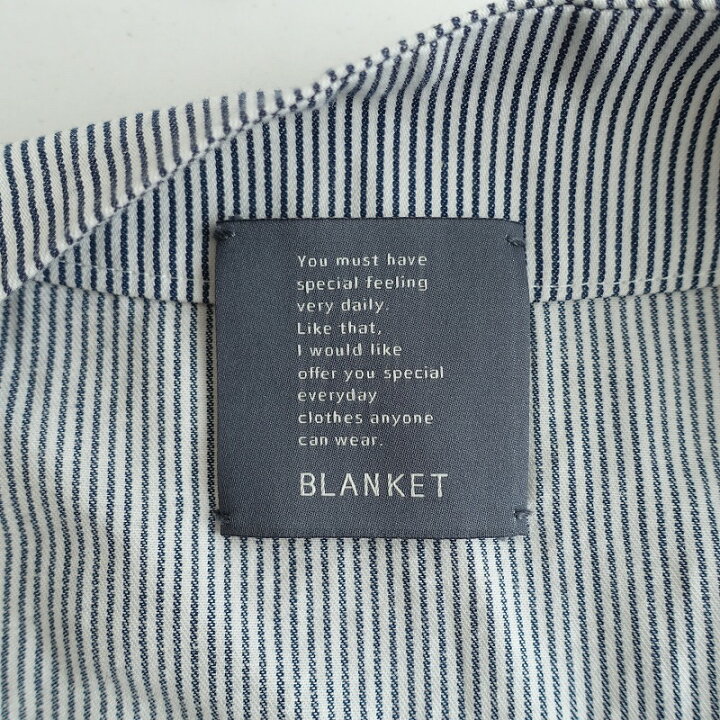 You must have
special feeling
very daily.
Like that,
I would like
offer you special
everyday
clothes anyone
can wear.
BLANKET